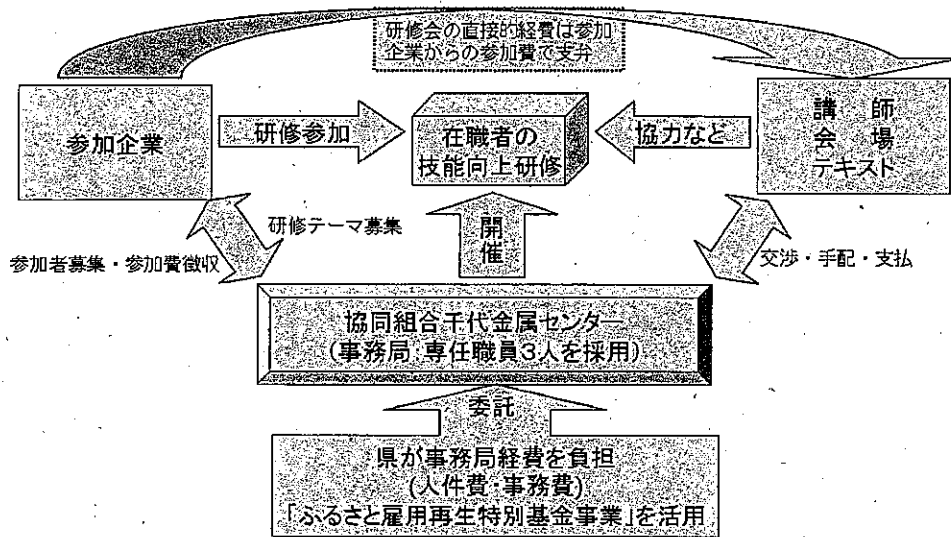 研修会の直接的経費は参加
企業からの参加費で支弁
参加企業
研修参加
在職者の
技能向上研修
協力など
講師
会場
テキスト
研修テーマ募集
参加者募集・参加費徴収
開催
交渉・手配・支払
協同組合千代金属センター
(事務局:専任職員3人を採用)
委託
県が事務局経費を負担
(人件費・事務費)
「ふるさと雇用再生特別基金事業」を活用